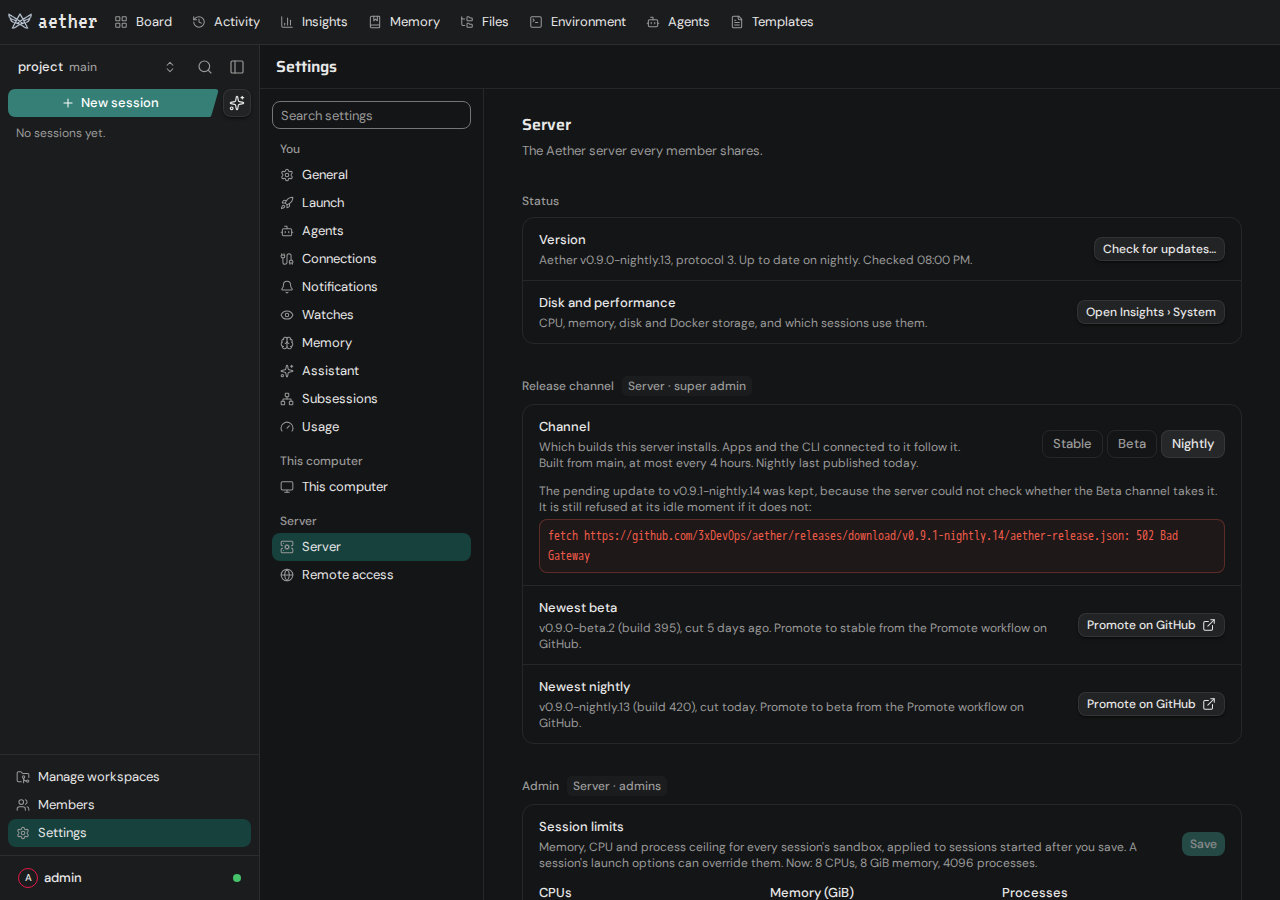 aether
Board
Activity
Insights
Memory
Files
Environment
Agents
Templates
project main
New session
No sessions yet.
Manage workspaces
Members
Settings
A
admin
Settings
Search settings
You
General
Launch
Agents
Connections
Notifications
Watches
Memory
Assistant
Subsessions
Usage
This computer
This computer
Server
Server
Remote access
Server
The Aether server every member shares.
Status
Version
Aether v0.9.0-nightly.13, protocol 3. Up to date on nightly. Checked 08:00 PM.
Check for updates…
Disk and performance
CPU, memory, disk and Docker storage, and which sessions use them.
Open Insights › System
Release channel
Server · super admin
Channel
Which builds this server installs. Apps and the CLI connected to it follow it.
Built from main, at most every 4 hours. Nightly last published today.
Stable
Beta
Nightly
The pending update to v0.9.1-nightly.14 was kept, because the server could not check whether the Beta channel takes it.
It is still refused at its idle moment if it does not:
fetch https://github.com/3xDevOps/aether/releases/download/v0.9.1-nightly.14/aether-release.json: 502 Bad
Gateway
Newest beta
v0.9.0-beta.2 (build 395), cut 5 days ago. Promote to stable from the Promote workflow on
GitHub.
Promote on GitHub
Newest nightly
v0.9.0-nightly.13 (build 420), cut today. Promote to beta from the Promote workflow on
GitHub.
Promote on GitHub
Admin
Server · admins
Session limits
Memory, CPU and process ceiling for every session's sandbox, applied to sessions started after you save. A
session's launch options can override them. Now: 8 CPUs, 8 GiB memory, 4096 processes.
Save
CPUs
Memory (GiB)
Processes